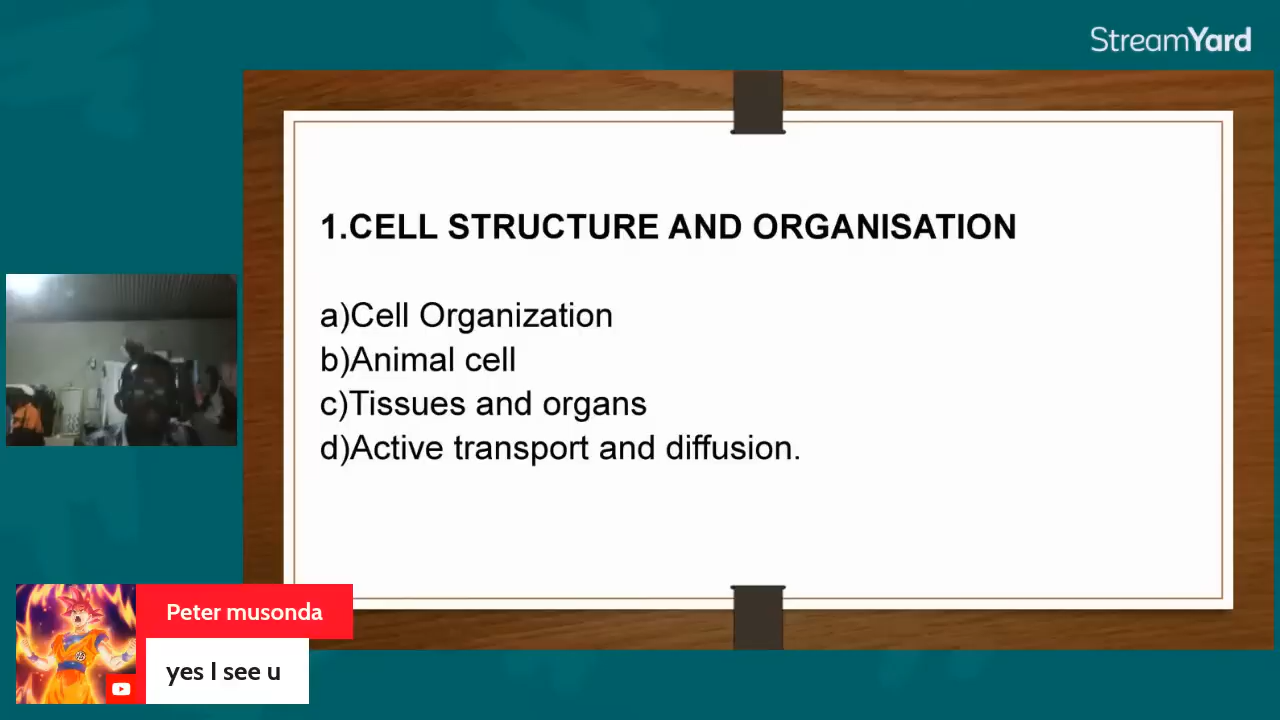 StreamYard
1.CELL STRUCTURE AND ORGANISATION
a)Cell Organization
b)Animal cell
c)Tissues and organs
d)Active transport and diffusion.
Peter musonda
yes I see u